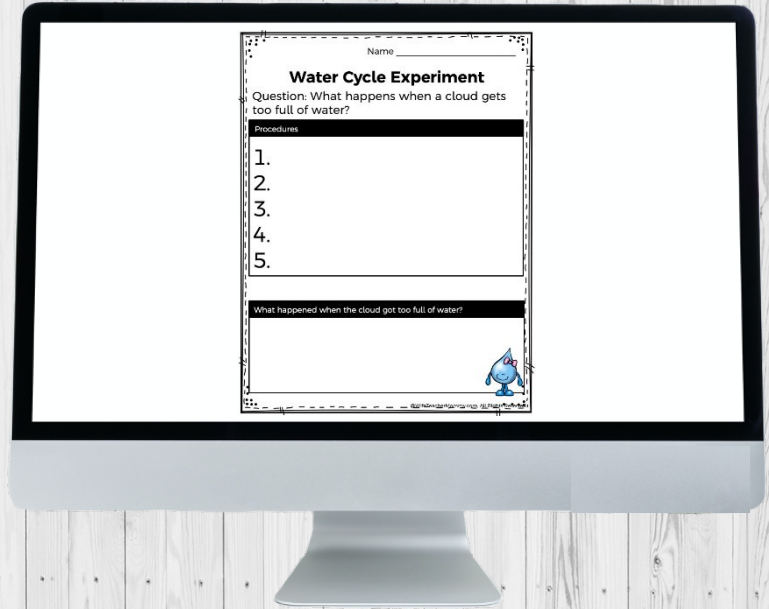 Name
Water Cycle Experiment
Question: What happens when a cloud gets
too full of water?
Procedures
1.
2.
3.
4.
5.
What happened when the cloud got too full of water?